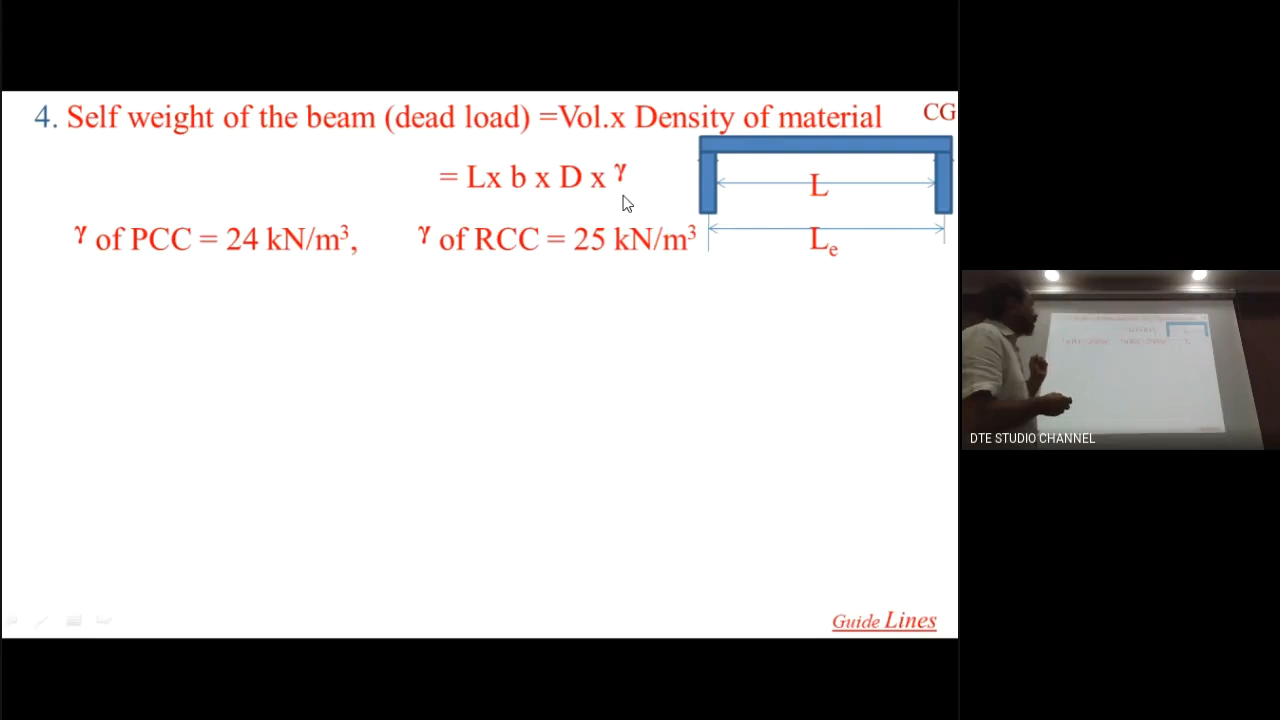 4. Self weight of the beam (dead load) =Vol.x Density of material
CG
= Lx b x D x γ
L
γ of PCC = 24 kN/m³, γ of RCC = 25 kN/m³
Lₑ
DTE STUDIO CHANNEL
Guide Lines